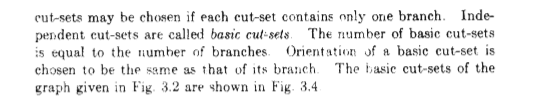 cut-sets may be chosen if each cut-set contains only one branch. Inde-
pendent cut-sets are called basic cut-sets. The number of basic cut-sets
is equal to the number of branches. Orientation of a basic cut-set is
chosen to be the same as that of its branch. The basic cut-sets of the
graph given in Fig. 3.2 are shown in Fig. 3.4